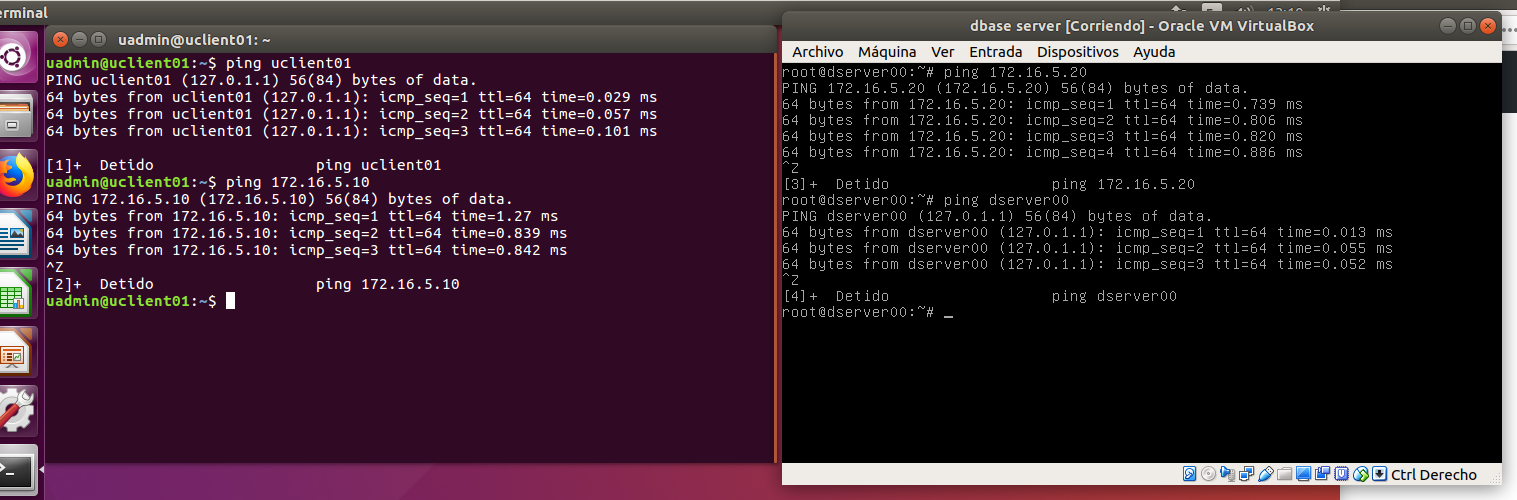 erminal
uadmin@uclient01: ~
uadmin@uclient01:~$ ping uclient01
PING uclient01 (127.0.1.1) 56(84) bytes of data.
64 bytes from uclient01 (127.0.1.1): icmp_seq=1 ttl=64 time=0.029 ms
64 bytes from uclient01 (127.0.1.1): icmp_seq=2 ttl=64 time=0.057 ms
64 bytes from uclient01 (127.0.1.1): icmp_seq=3 ttl=64 time=0.101 ms
[1]+  Detido                  ping uclient01
uadmin@uclient01:~$ ping 172.16.5.10
PING 172.16.5.10 (172.16.5.10) 56(84) bytes of data.
64 bytes from 172.16.5.10: icmp_seq=1 ttl=64 time=1.27 ms
64 bytes from 172.16.5.10: icmp_seq=2 ttl=64 time=0.839 ms
64 bytes from 172.16.5.10: icmp_seq=3 ttl=64 time=0.842 ms
^Z
[2]+  Detido                  ping 172.16.5.10
uadmin@uclient01:~$
dbase server [Corriendo] - Oracle VM VirtualBox
Archivo Máquina Ver Entrada Dispositivos Ayuda
root@dserver00:~# ping 172.16.5.20
PING 172.16.5.20 (172.16.5.20) 56(84) bytes of data.
64 bytes from 172.16.5.20: icmp_seq=1 ttl=64 time=0.739 ms
64 bytes from 172.16.5.20: icmp_seq=2 ttl=64 time=0.806 ms
64 bytes from 172.16.5.20: icmp_seq=3 ttl=64 time=0.820 ms
64 bytes from 172.16.5.20: icmp_seq=4 ttl=64 time=0.886 ms
^Z
[3]+  Detido                  ping 172.16.5.20
root@dserver00:~# ping dserver00
PING dserver00 (127.0.1.1) 56(84) bytes of data.
64 bytes from dserver00 (127.0.1.1): icmp_seq=1 ttl=64 time=0.013 ms
64 bytes from dserver00 (127.0.1.1): icmp_seq=2 ttl=64 time=0.055 ms
64 bytes from dserver00 (127.0.1.1): icmp_seq=3 ttl=64 time=0.052 ms
^Z
[4]+  Detido                  ping dserver00
root@dserver00:~# _
Ctrl Derecho